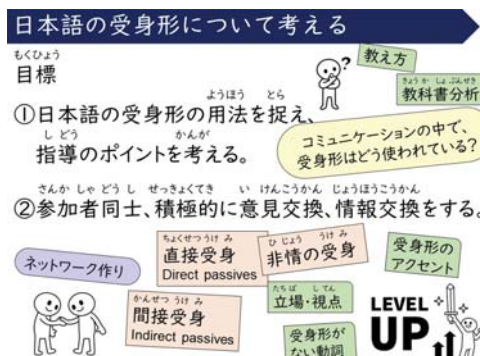 日本語の受身形について考える
もくひょう
目標
ようほう とら
①日本語の受身形の用法を捉え、
しどう かんが
指導のポイントを考える。
?
教え方
きょうかしょぶんせき
教科書分析
コミュニケーションの中で、
受身形はどう使われている?
さんかしゃどうし せっきょくてき いけんこうかん じょうほうこうかん
②参加者同士、積極的に意見交換、情報交換をする。
ネットワーク作り
ちょくせつうけみ
直接受身
Direct passives
ひじょう うけみ
非情の受身
受身形の
アクセント
かんせつうけみ
間接受身
Indirect passives
たちば してん
立場・視点
受身形が
ない動詞
LEVEL
UP